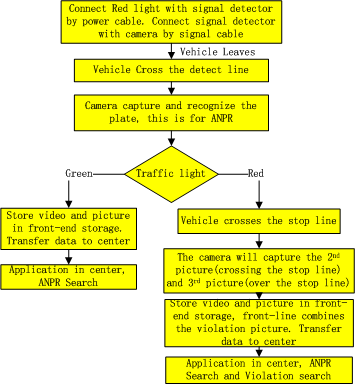 Connect Red light with signal detector
by power cable. Connect signal detector
with camera by signal cable
Vehicle Leaves
Vehicle Cross the detect line
Camera capture and recognize the
plate, this is for ANPR
Traffic light
Green
Red
Store video and picture
in front-end storage.
Transfer data to center
Application in center,
ANPR Search
Vehicle crosses the stop line
The camera will capture the 2nd
picture(crossing the stop line)
and 3rd picture(over the stop line)
Store video and picture in front-
end storage, front-line combines
the violation picture. Transfer
data to center
Application in center, ANPR
Search and Violation search